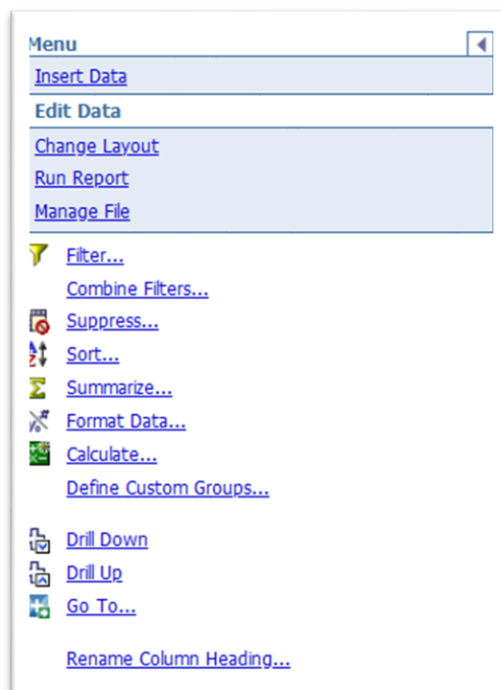 Menu
Insert Data
Edit Data
Change Layout
Run Report
Manage File
Filter...
Combine Filters...
Suppress...
Sort...
Summarize...
Format Data...
Calculate...
Define Custom Groups...
Drill Down
Drill Up
Go To...
Rename Column Heading...